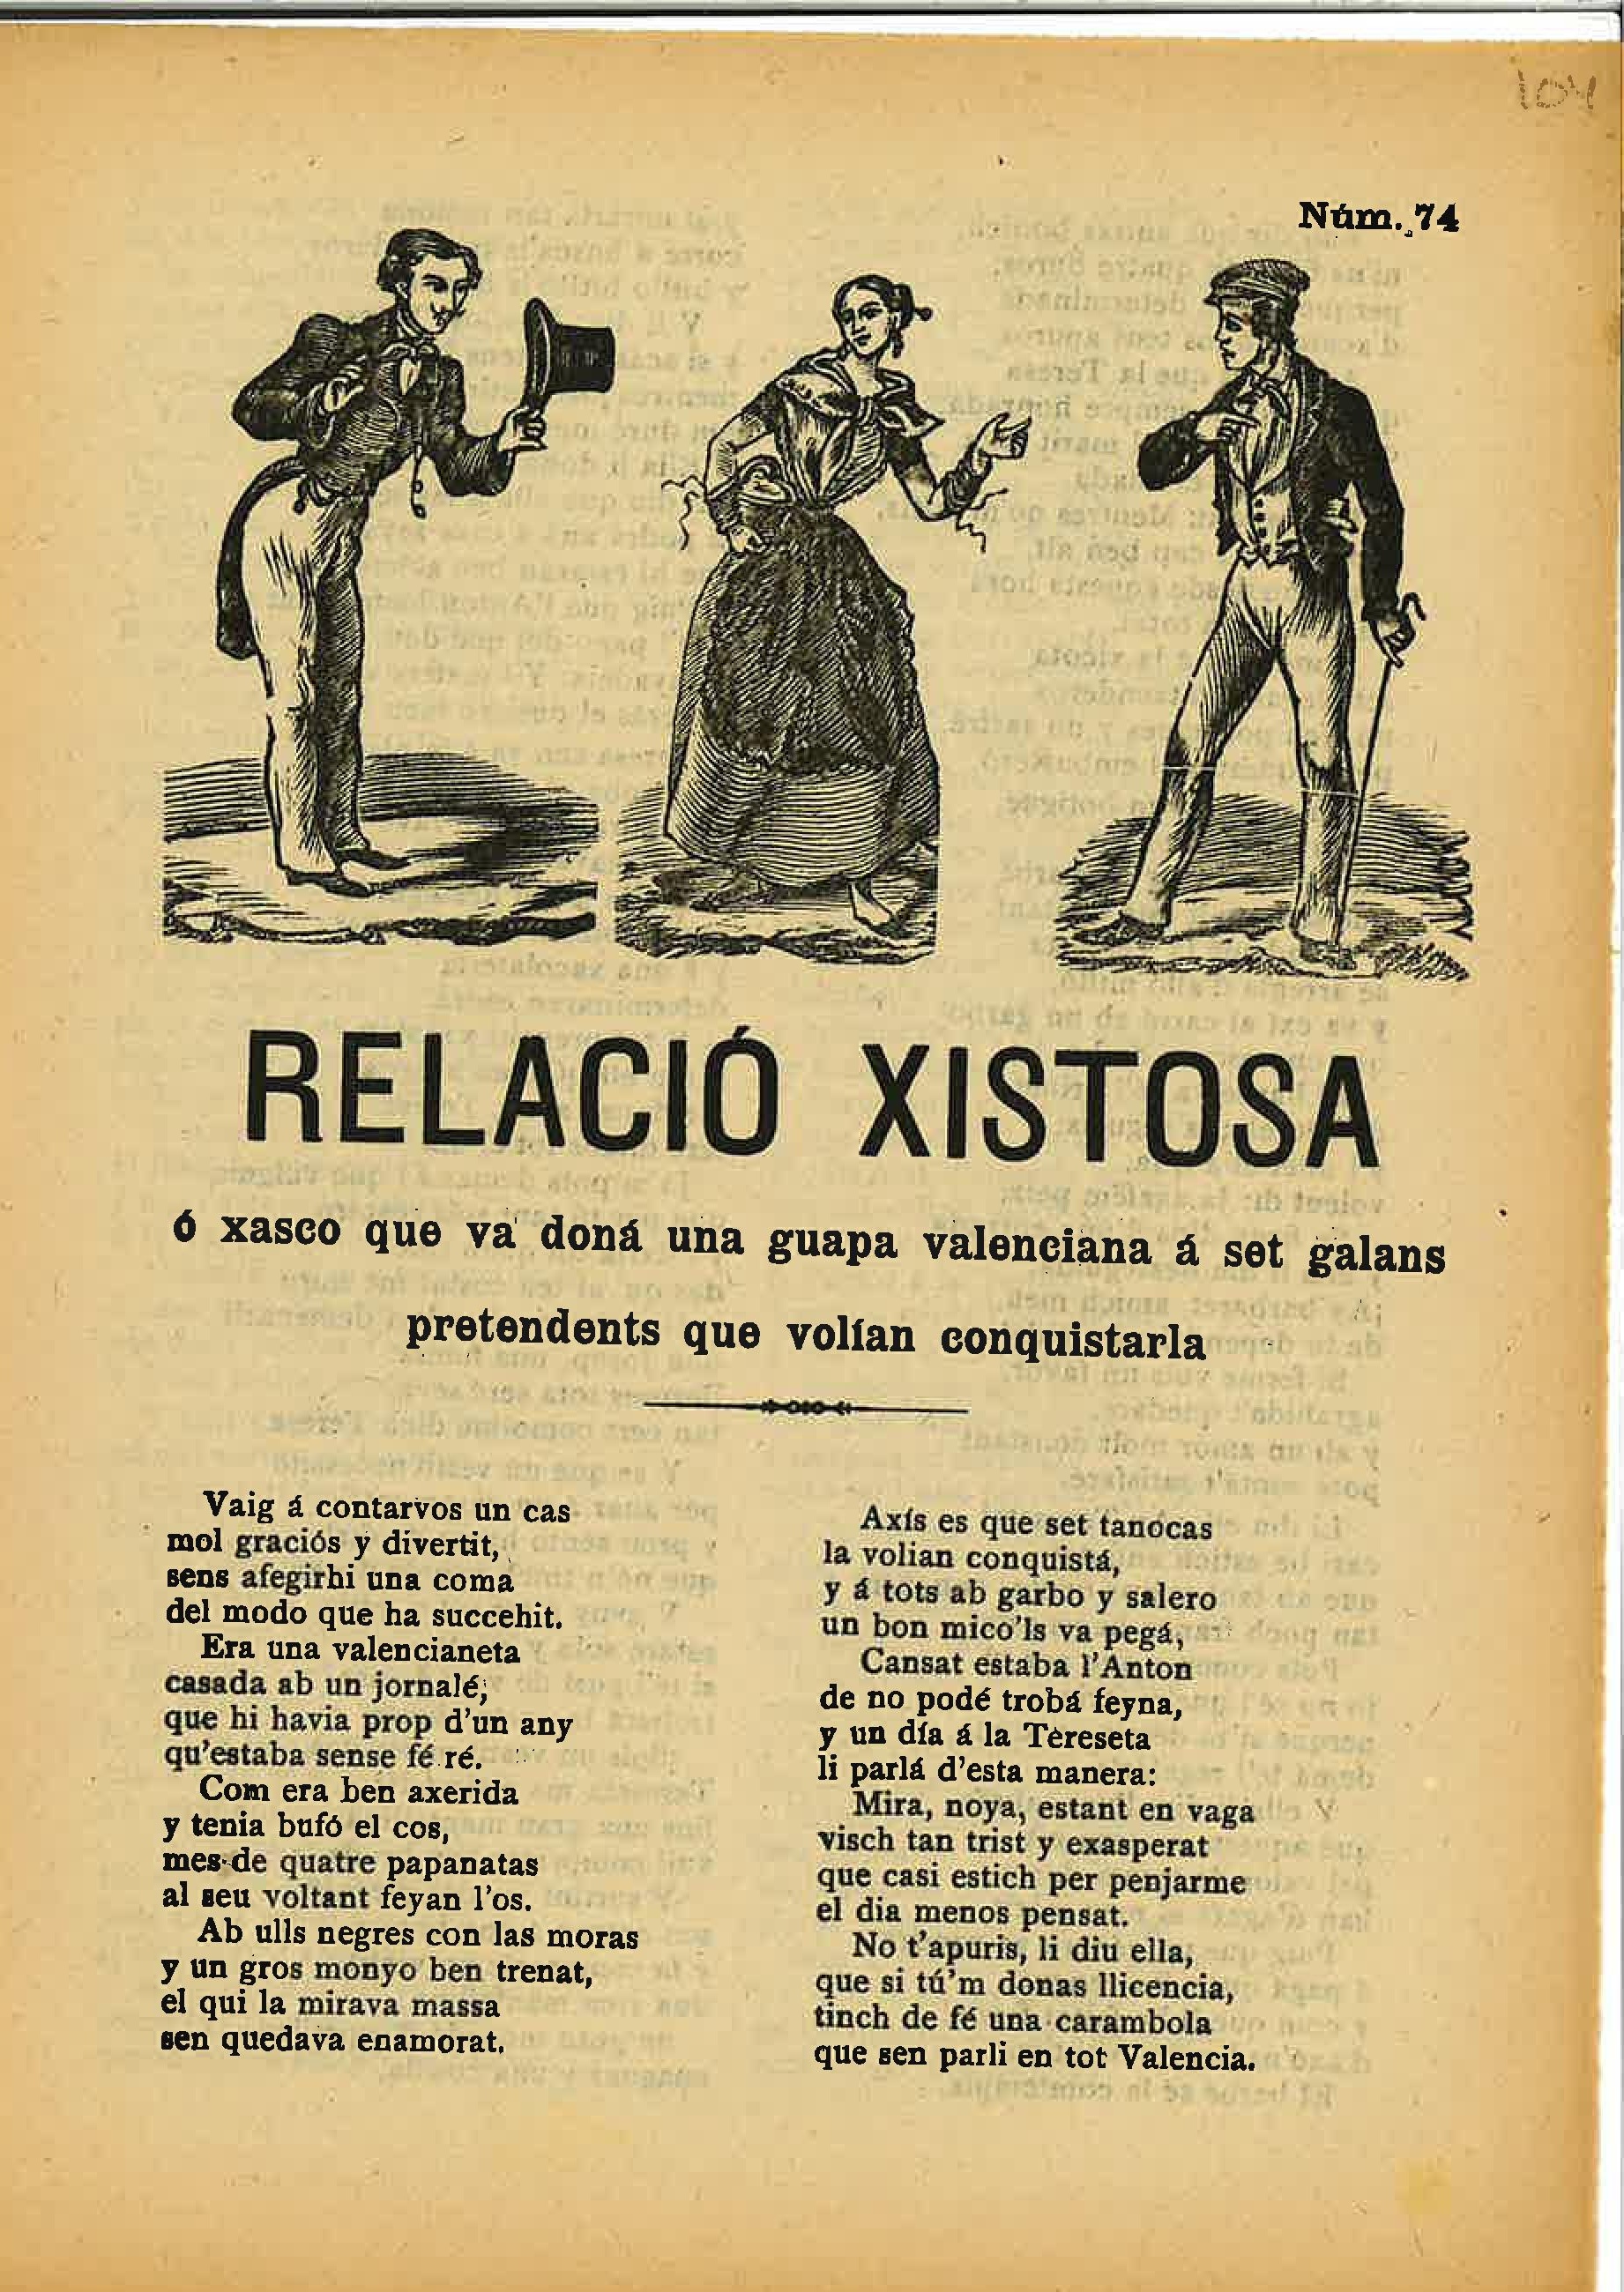 104
Núm. 74
RELACIÓ XISTOSA
ó xasco que va doná una guapa valenciana á set galans
pretendents que volían conquistarla
Vaig á contarvos un cas
mol graciós y divertit,
sens afegirhi una coma
del modo que ha succehit.
Era una valencianeta
casada ab un jornalé,
que hi havia prop d'un any
qu'estaba sense fé ré.
Com era ben axerida
y tenia bufó el cos,
mes de quatre papanatas
al seu voltant feyan l'os.
Ab ulls negres con las moras
y un gros monyo ben trenat,
el qui la mirava massa
sen quedava enamorat.
Axís es que set tanocas
la volian conquistá,
y á tots ab garbo y salero
un bon mico'ls va pegá,
Cansat estaba l'Anton
de no podé trobá feyna,
y un día á la Tereseta
li parlá d'esta manera:
Mira, noya, estant en vaga
visch tan trist y exasperat
que casi estich per penjarme
el dia menos pensat.
No t'apuris, li diu ella,
que si tú'm donas llicencia,
tinch de fé una carambola
que sen parli en tot Valencia.